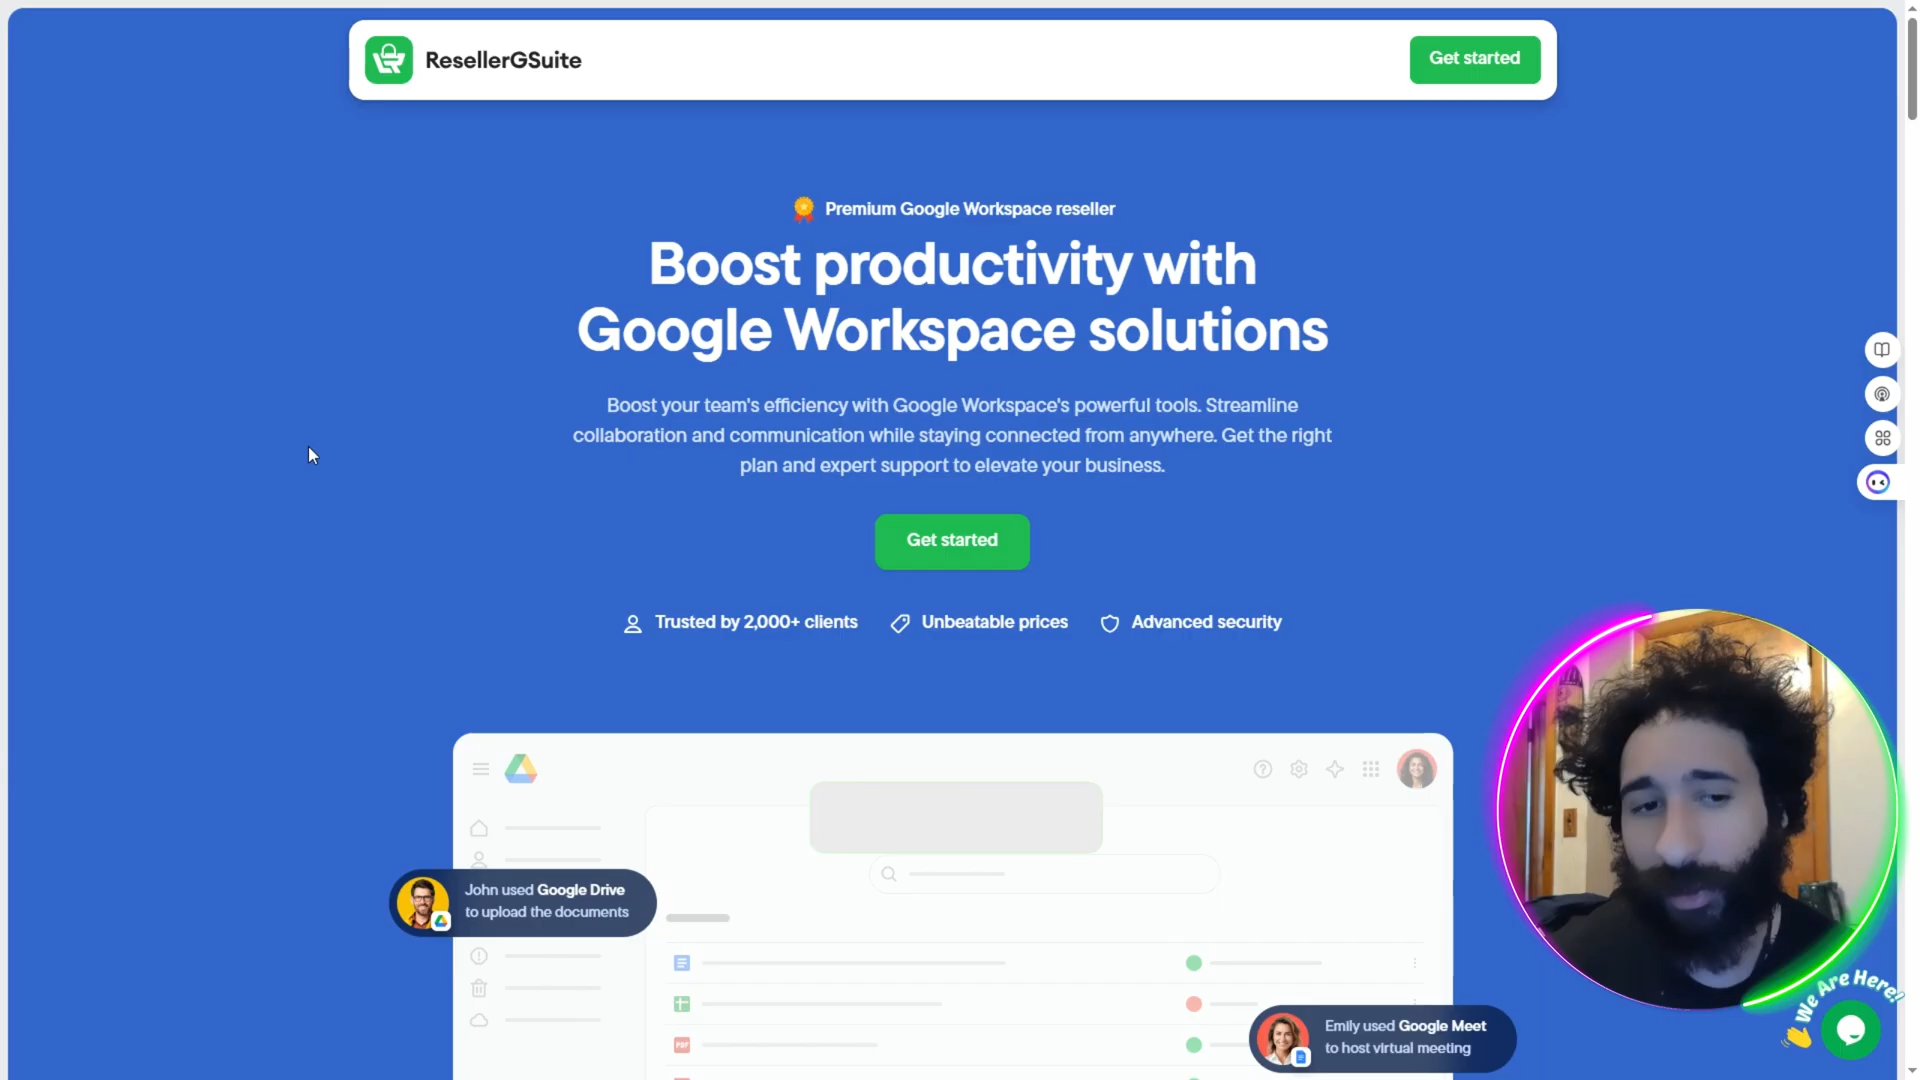 ResellerGSuite
Get started
Premium Google Workspace reseller
Boost productivity with
Google Workspace solutions
Boost your team's efficiency with Google Workspace's powerful tools. Streamline
collaboration and communication while staying connected from anywhere. Get the right
plan and expert support to elevate your business.
Get started
Trusted by 2,000+ clients
Unbeatable prices
Advanced security
John used Google Drive
to upload the documents
PDF
Emily used Google Meet
to host virtual meeting
We Are Here!